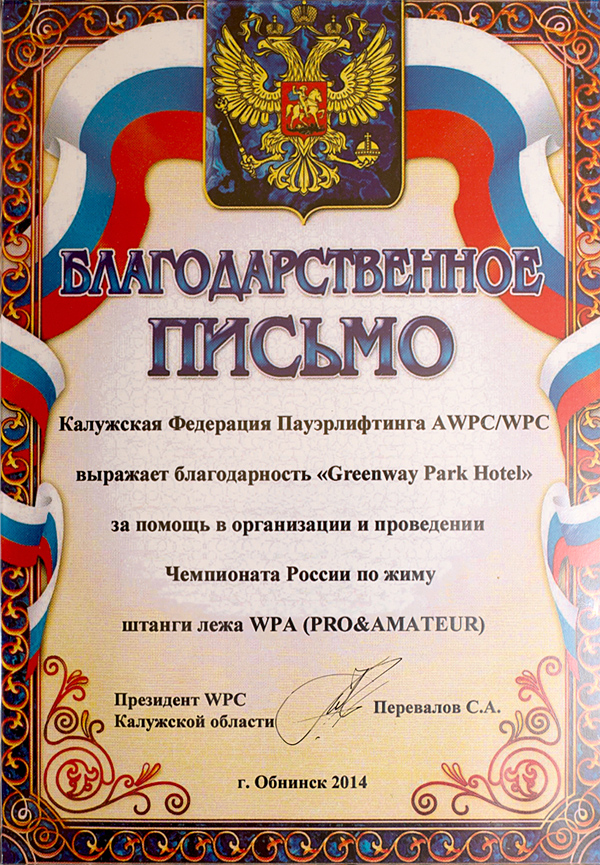 БЛАГОДАРСТВЕННОЕ
ПИСЬМО
Калужская Федерация Пауэрлифтинга AWPC/WPC
выражает благодарность «Greenway Park Hotel»
за помощь в организации и проведении
Чемпионата России по жиму
штанги лежа WPA (PRO&AMATEUR)
Президент WPC
Калужской области
Перевалов С.А.
г. Обнинск 2014